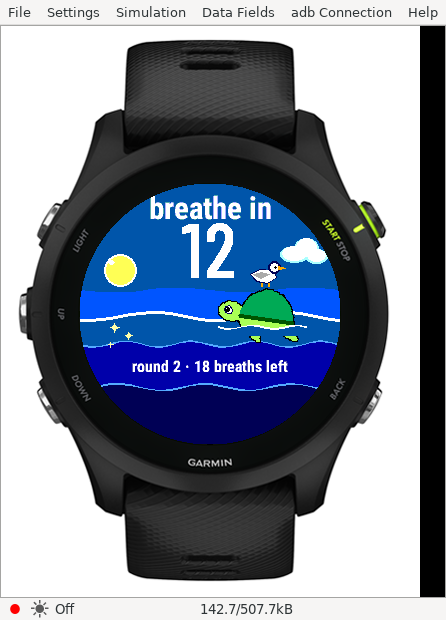 File Settings Simulation Data Fields adb Connection Help
breathe in
12
START STOP
LIGHT
UP
round 2 · 18 breaths left
DOWN
BACK
GARMIN
Off 142.7/507.7kB